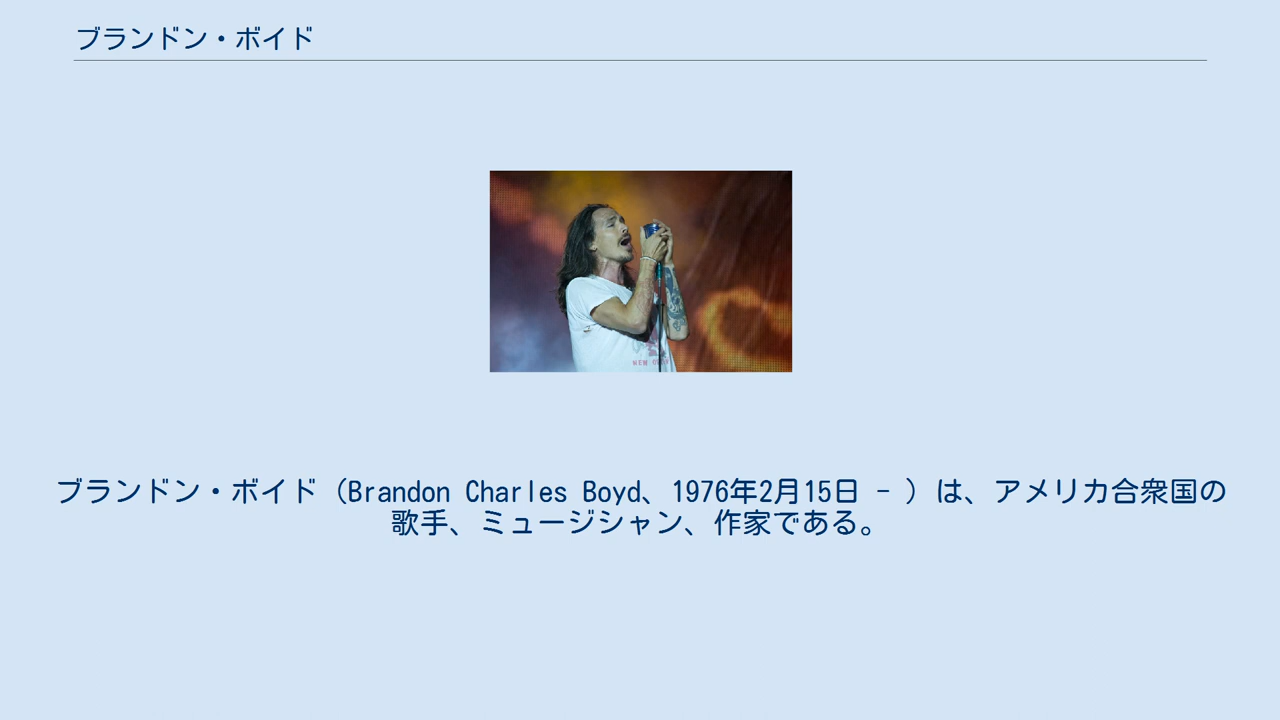 ブランドン・ボイド
ブランドン・ボイド（Brandon Charles Boyd、1976年2月15日 - ）は、アメリカ合衆国の
歌手、ミュージシャン、作家である。